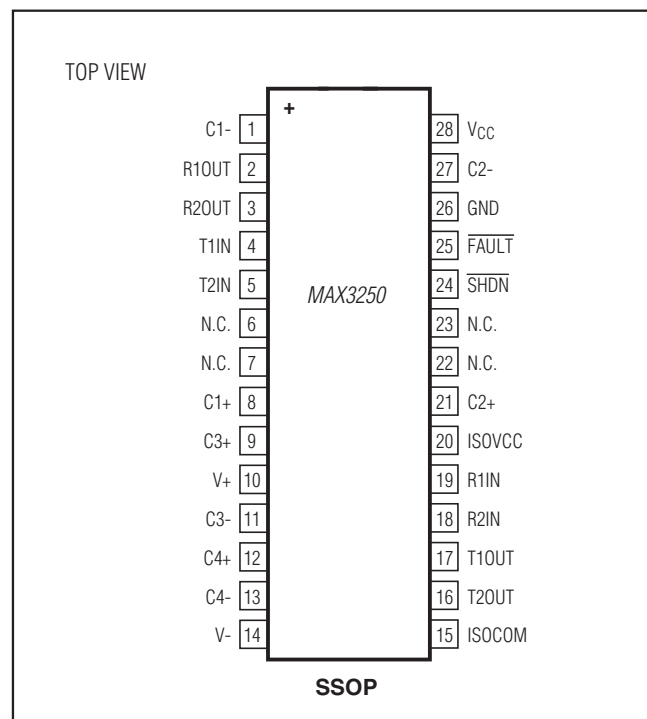 TOP VIEW
+
C1- 1 28 VCC
R1OUT 2 27 C2-
R2OUT 3 26 GND
T1IN 4 25 FAULT
T2IN 5 24 SHDN
MAX3250
N.C. 6 23 N.C.
N.C. 7 22 N.C.
C1+ 8 21 C2+
C3+ 9 20 ISOVCC
V+ 10 19 R1IN
C3- 11 18 R2IN
C4+ 12 17 T1OUT
C4- 13 16 T2OUT
V- 14 15 ISOCOM
SSOP